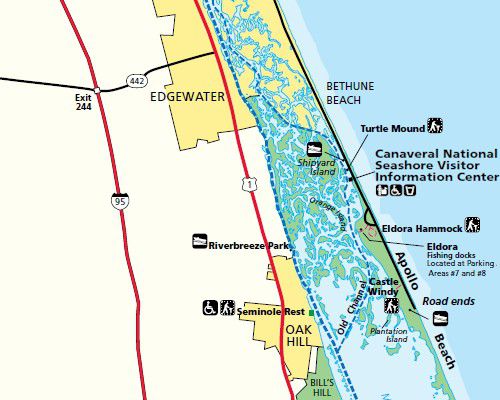 442
EDGEWATER
Exit
244
BETHUNE
BEACH
Turtle Mound
Shipyard
Island
Canaveral National
Seashore Visitor
Information Center
1
95
Orange Island
Eldora Hammock
Eldora
Fishing docks
Located at Parking
Areas #7 and #8
Riverbreeze Park
Apollo
Beach
Castle
Windy
Road ends
Old Channel
Seminole Rest
Plantation
Island
OAK
HILL
BILL'S
HILL